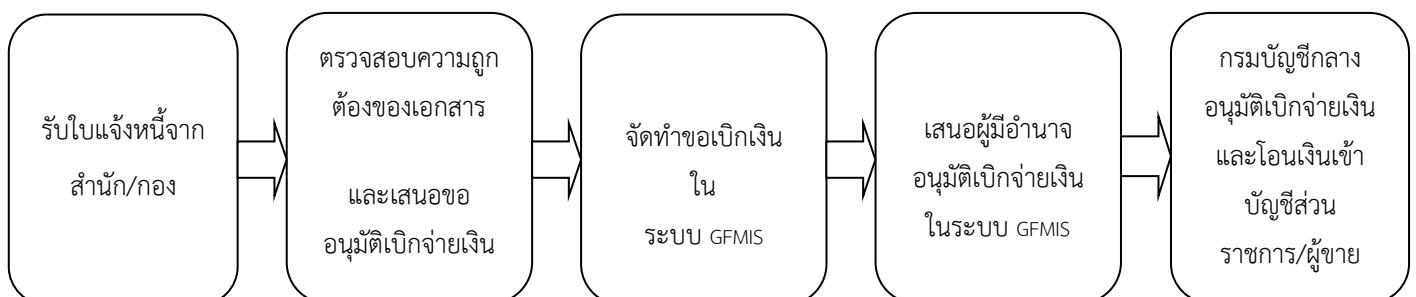 รับใบแจ้งหนี้จาก
สำนัก/กอง
ตรวจสอบความถูก
ต้องของเอกสาร
และเสนอขอ
อนุมัติเบิกจ่ายเงิน
จัดทำขอเบิกเงิน
ใน
ระบบ GFMIS
เสนอผู้มีอำนาจ
อนุมัติเบิกจ่ายเงิน
ในระบบ GFMIS
กรมบัญชีกลาง
อนุมัติเบิกจ่ายเงิน
และโอนเงินเข้า
บัญชีส่วน
ราชการ/ผู้ขาย